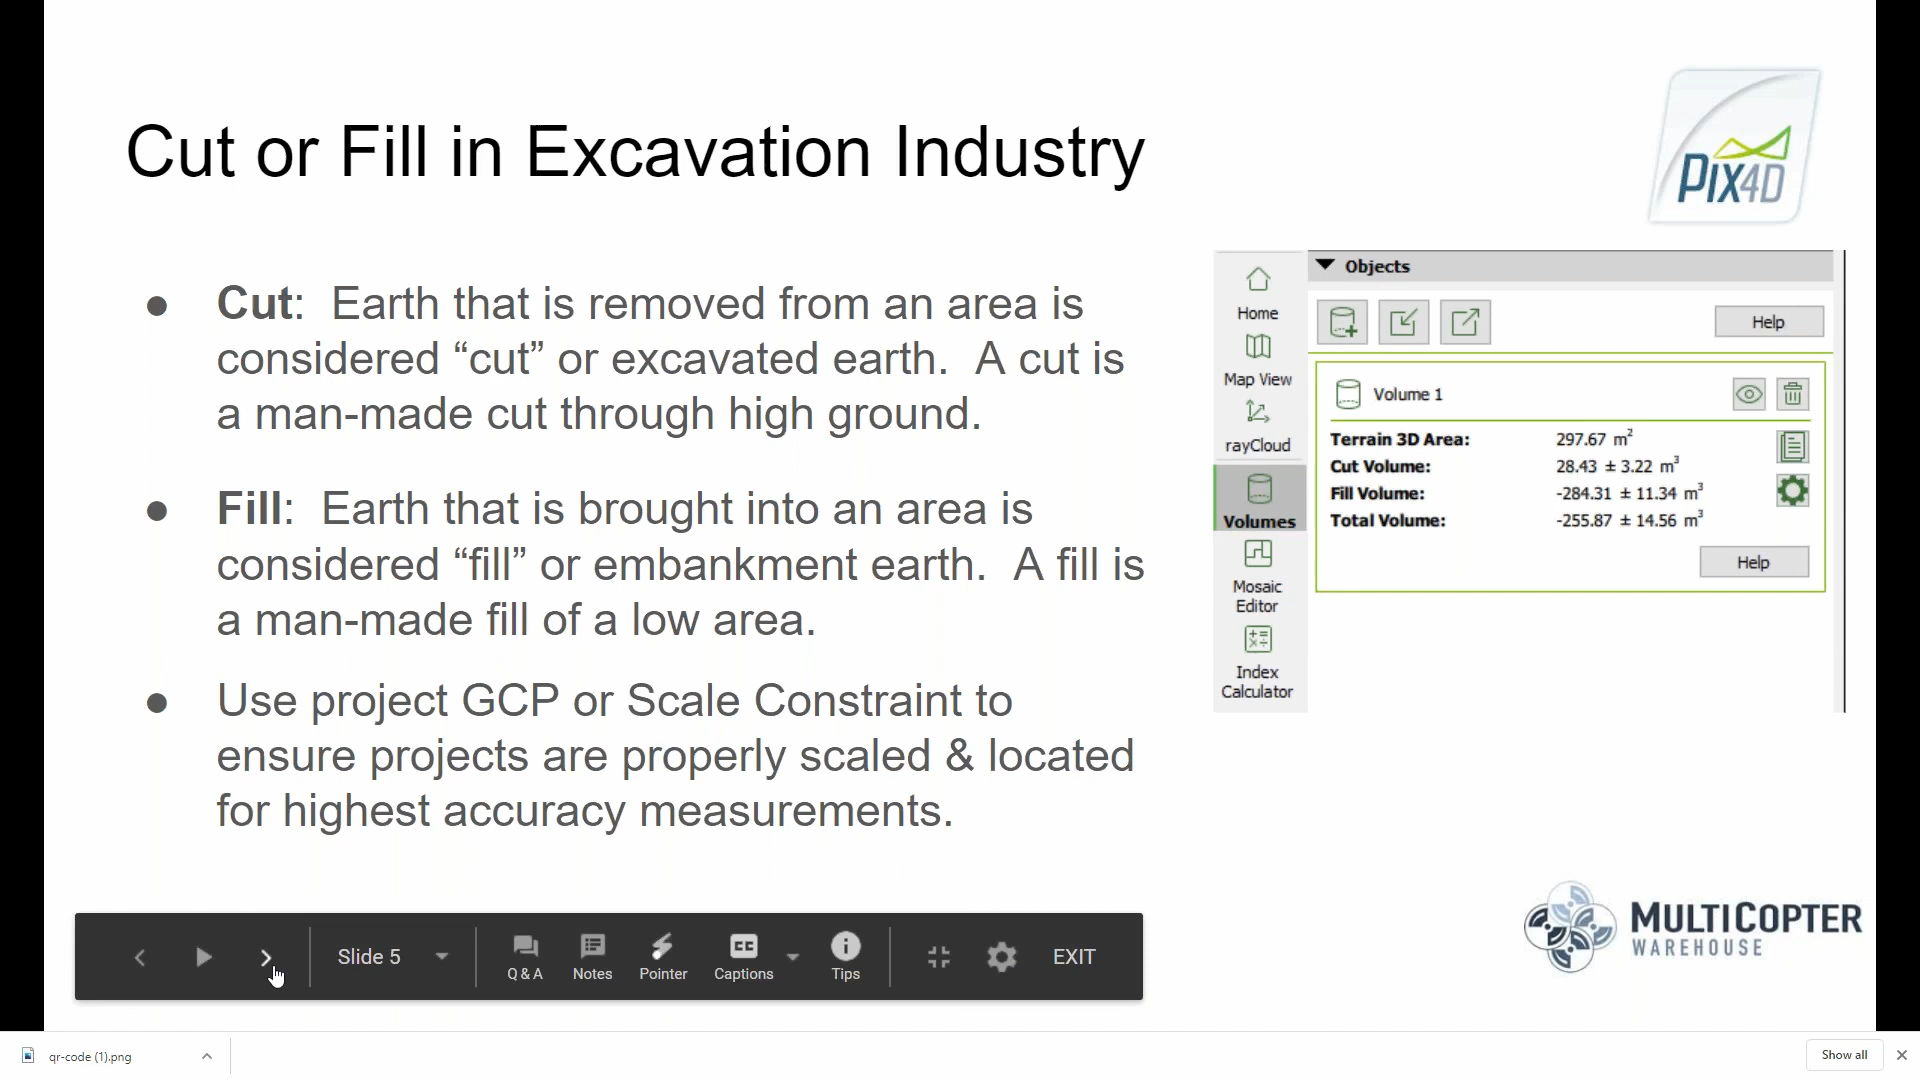 Cut or Fill in Excavation Industry
PIX4D
● Cut:  Earth that is removed from an area is
considered “cut” or excavated earth.  A cut is
a man-made cut through high ground.
● Fill:  Earth that is brought into an area is
considered “fill” or embankment earth.  A fill is
a man-made fill of a low area.
● Use project GCP or Scale Constraint to
ensure projects are properly scaled & located
for highest accuracy measurements.
Home
Map View
rayCloud
Volumes
Mosaic
Editor
Index
Calculator
Objects
Help
Volume 1
Terrain 3D Area: 297.67 m²
Cut Volume: 28.43 ± 3.22 m³
Fill Volume: -284.31 ± 11.34 m³
Total Volume: -255.87 ± 14.56 m³
Help
MULTICOPTER
WAREHOUSE
Slide 5
Q & A
Notes
Pointer
CC
Captions
Tips
EXIT
qr-code (1).png
Show all